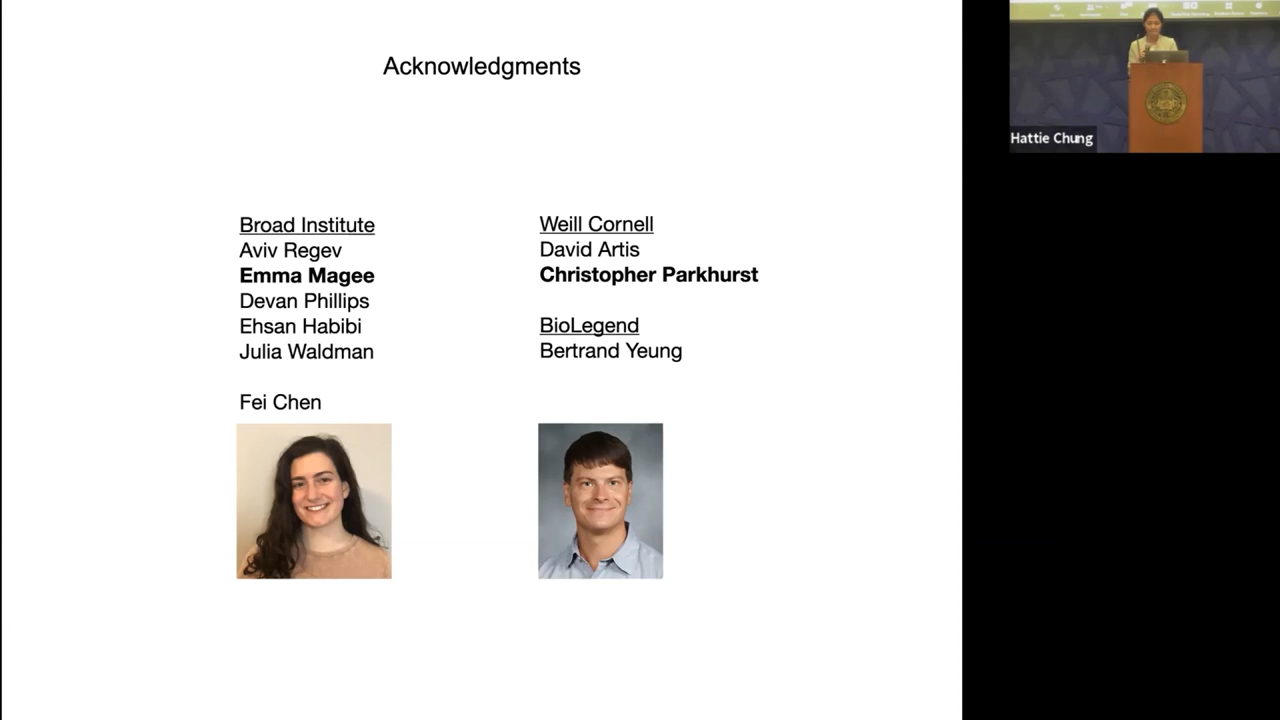 Acknowledgments
Broad Institute
Aviv Regev
Emma Magee
Devan Phillips
Ehsan Habibi
Julia Waldman
Fei Chen
Weill Cornell
David Artis
Christopher Parkhurst
BioLegend
Bertrand Yeung
Hattie Chung